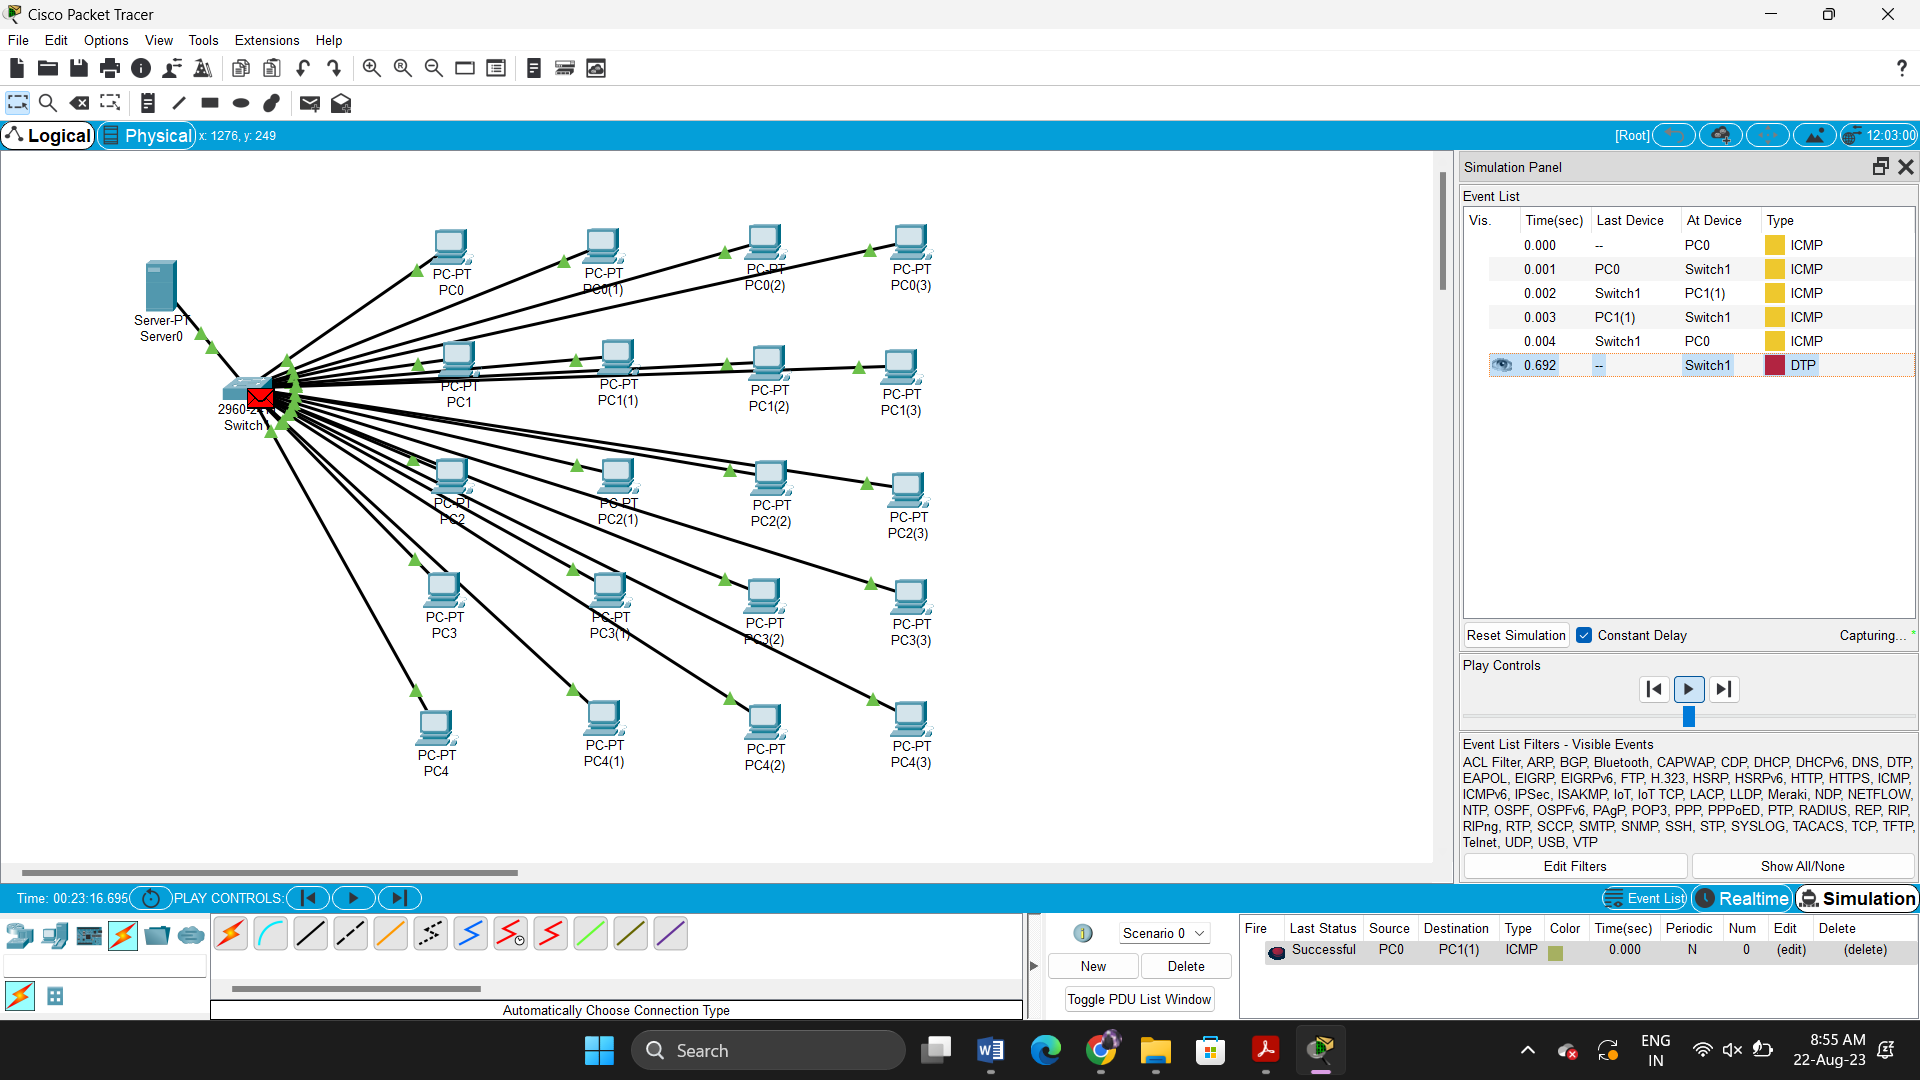 Cisco Packet Tracer
File Edit Options View Tools Extensions Help
Logical Physical x: 1276, y: 249
[Root] 12:03:00
PC-PT
PC0
PC-PT
PC0(1)
PC-PT
PC0(2)
PC-PT
PC0(3)
Server-PT
Server0
PC-PT
PC1
PC-PT
PC1(1)
PC-PT
PC1(2)
PC-PT
PC1(3)
Switch
PC-PT
PC2
PC-PT
PC2(1)
PC-PT
PC2(2)
PC-PT
PC2(3)
PC-PT
PC3
PC-PT
PC3(1)
PC-PT
PC3(2)
PC-PT
PC3(3)
PC-PT
PC4
PC-PT
PC4(1)
PC-PT
PC4(2)
PC-PT
PC4(3)
Simulation Panel
Event List
Vis. Time(sec) Last Device At Device Type
0.000 -- PC0 ICMP
0.001 PC0 Switch1 ICMP
0.002 Switch1 PC1(1) ICMP
0.003 PC1(1) Switch1 ICMP
0.004 Switch1 PC0 ICMP
0.692 -- Switch1 DTP
Reset Simulation Constant Delay Capturing...
Play Controls
Event List Filters - Visible Events
ACL Filter, ARP, BGP, Bluetooth, CAPWAP, CDP, DHCP, DHCPv6, DNS, DTP,
EAPOL, EIGRP, EIGRPv6, FTP, H.323, HSRP, HSRPv6, HTTP, HTTPS, ICMP,
ICMPv6, IPSec, ISAKMP, IoT, IoT TCP, LACP, LLDP, Meraki, NDP, NETFLOW,
NTP, OSPF, OSPFv6, PAgP, POP3, PPP, PPPoED, PTP, RADIUS, REP, RIP,
RIPng, RTP, SCCP, SMTP, SNMP, SSH, STP, SYSLOG, TACACS, TCP, TFTP,
Telnet, UDP, USB, VTP
Edit Filters Show All/None
Time: 00:23:16.695 PLAY CONTROLS:
Event List Realtime Simulation
Automatically Choose Connection Type
Scenario 0
New Delete
Toggle PDU List Window
Fire Last Status Source Destination Type Color Time(sec) Periodic Num Edit Delete
Successful PC0 PC1(1) ICMP 0.000 N 0 (edit) (delete)
Search
ENG
IN
8:55 AM
22-Aug-23